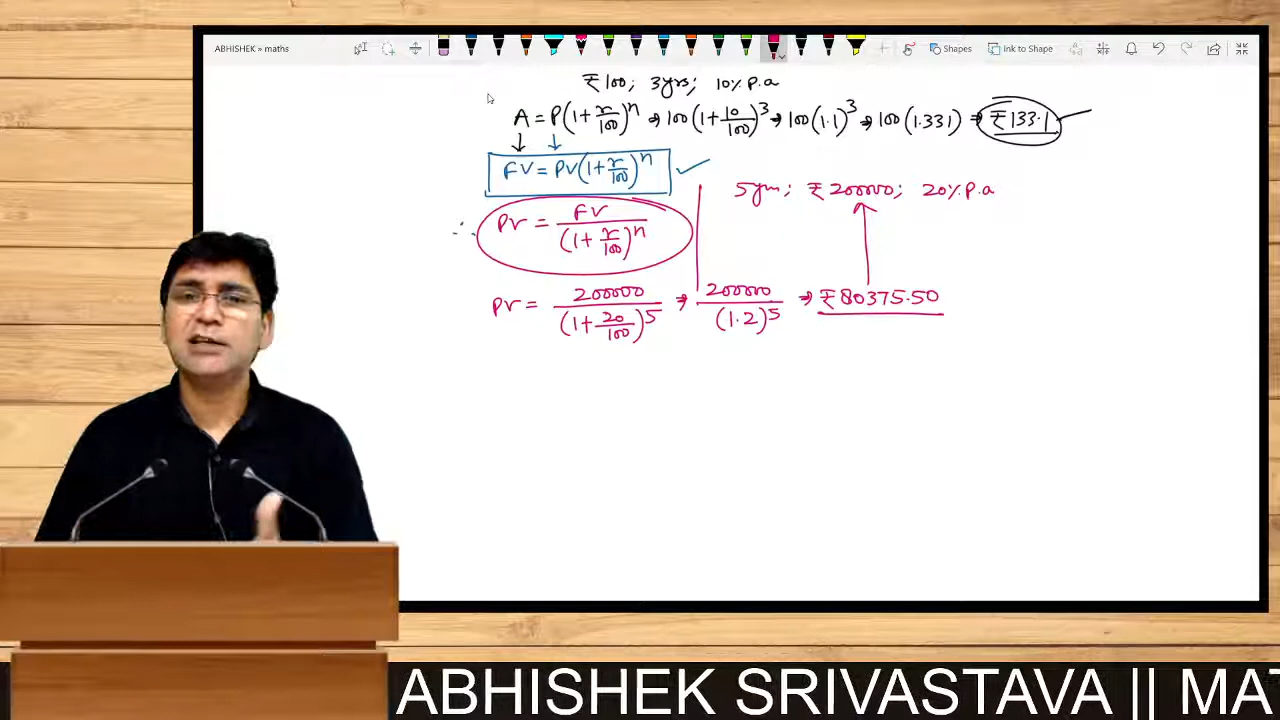 ABHISHEK » maths
Shapes
Ink to Shape
₹100; 3yrs; 10% p.a
A = P(1+r/100)^n → 100(1+10/100)^3 → 100(1.1)^3 → 100(1.331) → ₹133.1
FV = PV(1+r/100)^n ✓
5yrs; ₹200000; 20% p.a
∴ PV = FV/(1+r/100)^n
PV = 200000/(1+20/100)^5 → 200000/(1.2)^5 → ₹80375.50
ABHISHEK SRIVASTAVA || MA